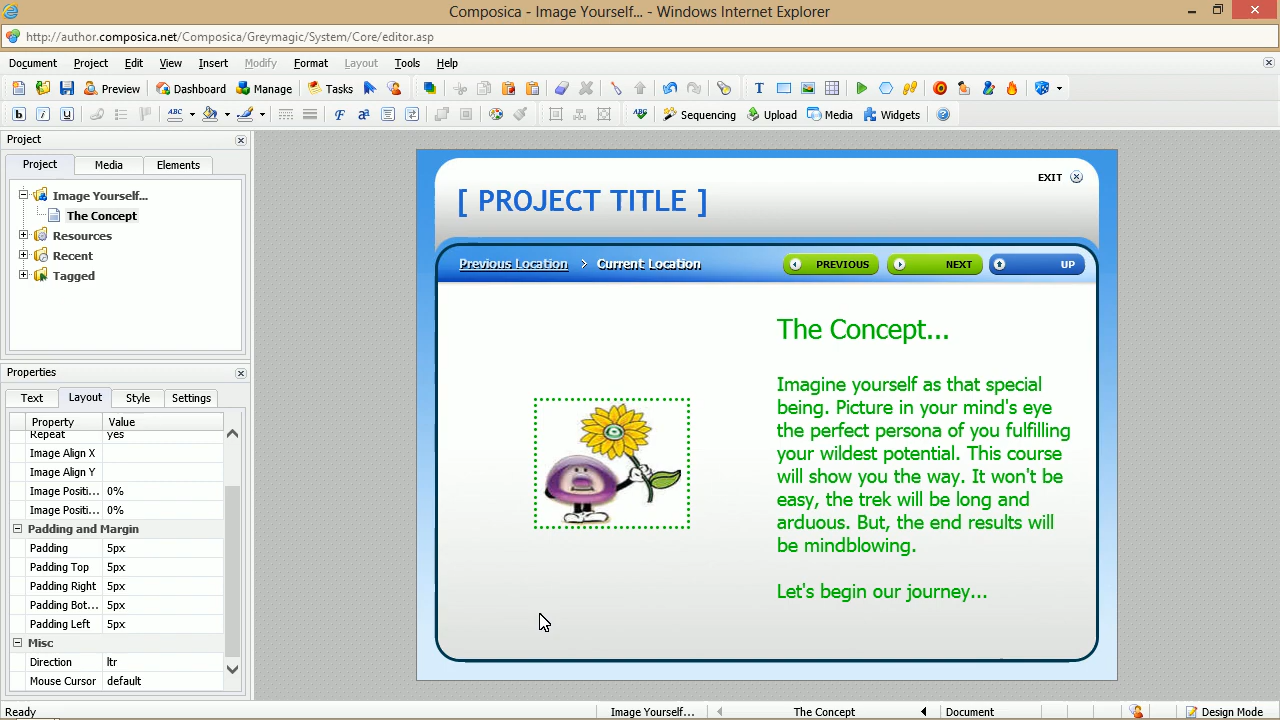 Composica - Image Yourself... - Windows Internet Explorer
http://author.composica.net/Composica/Greymagic/System/Core/editor.asp
Document Project Edit View Insert Modify Format Layout Tools Help
Preview Dashboard Manage Tasks
Sequencing Upload Media Widgets
Project
Project Media Elements
Image Yourself...
The Concept
Resources
Recent
Tagged
Properties
Text Layout Style Settings
Property Value
Repeat yes
Image Align X
Image Align Y
Image Positi... 0%
Image Positi... 0%
Padding and Margin
Padding 5px
Padding Top 5px
Padding Right 5px
Padding Bot... 5px
Padding Left 5px
Misc
Direction ltr
Mouse Cursor default
EXIT
[ PROJECT TITLE ]
Previous Location > Current Location
PREVIOUS NEXT UP
The Concept...
Imagine yourself as that special
being. Picture in your mind's eye
the perfect persona of you fulfilling
your wildest potential. This course
will show you the way. It won't be
easy, the trek will be long and
arduous. But, the end results will
be mindblowing.
Let's begin our journey...
Ready Image Yourself... The Concept Document Design Mode